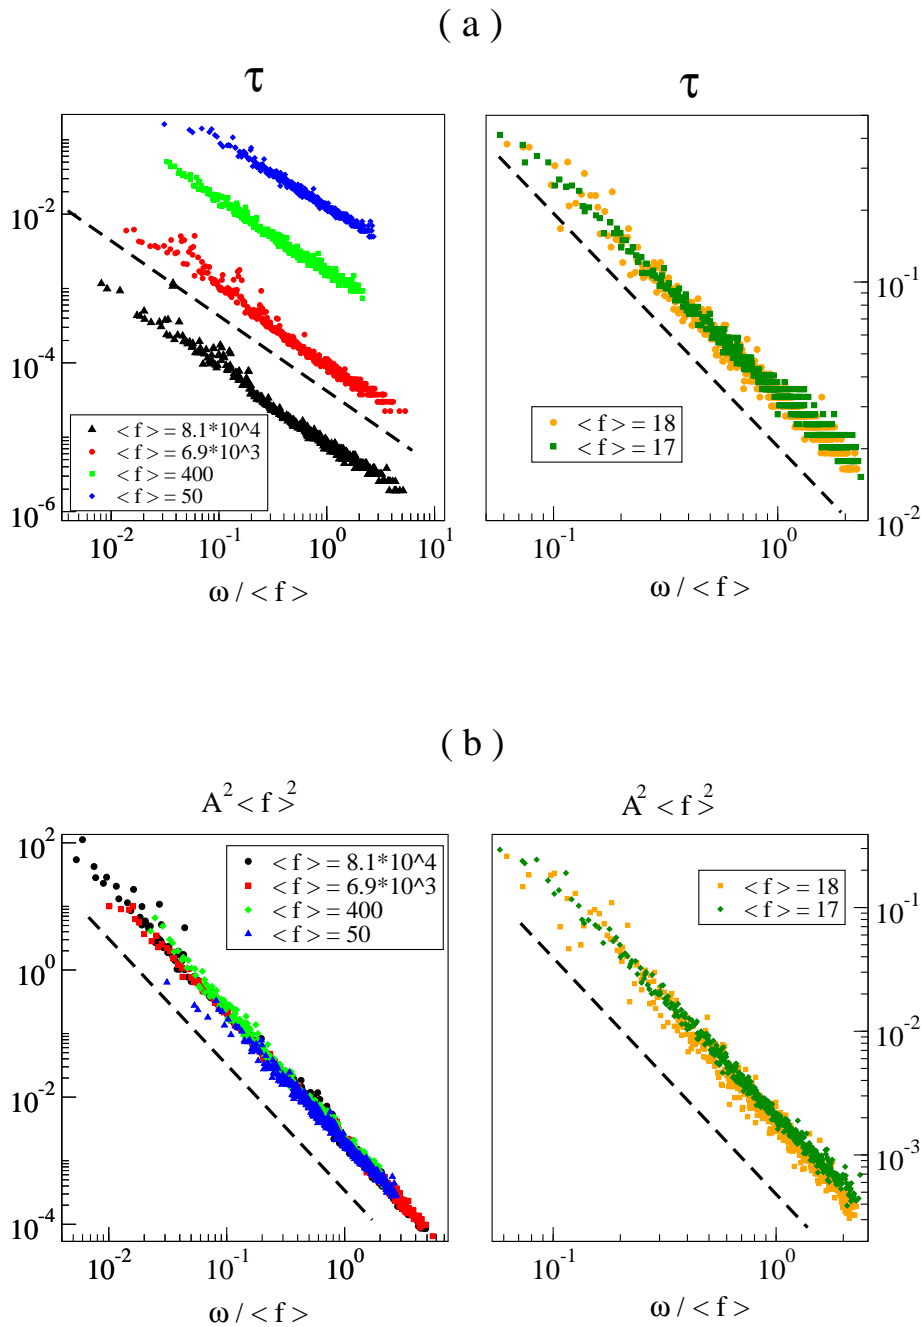 ( a )
τ
τ
10^-2
10^-4
10^-6
< f > = 8.1*10^4
< f > = 6.9*10^3
< f > = 400
< f > = 50
10^-2 10^-1 10^0 10^1
ω / < f >
< f > = 18
< f > = 17
10^-1
10^-2
10^-1 10^0
ω / < f >
( b )
A^2 < f >^2
A^2 < f >^2
10^2
10^0
10^-2
10^-4
< f > = 8.1*10^4
< f > = 6.9*10^3
< f > = 400
< f > = 50
10^-2 10^-1 10^0
ω / < f >
< f > = 18
< f > = 17
10^-1
10^-2
10^-3
10^-1 10^0
ω / < f >